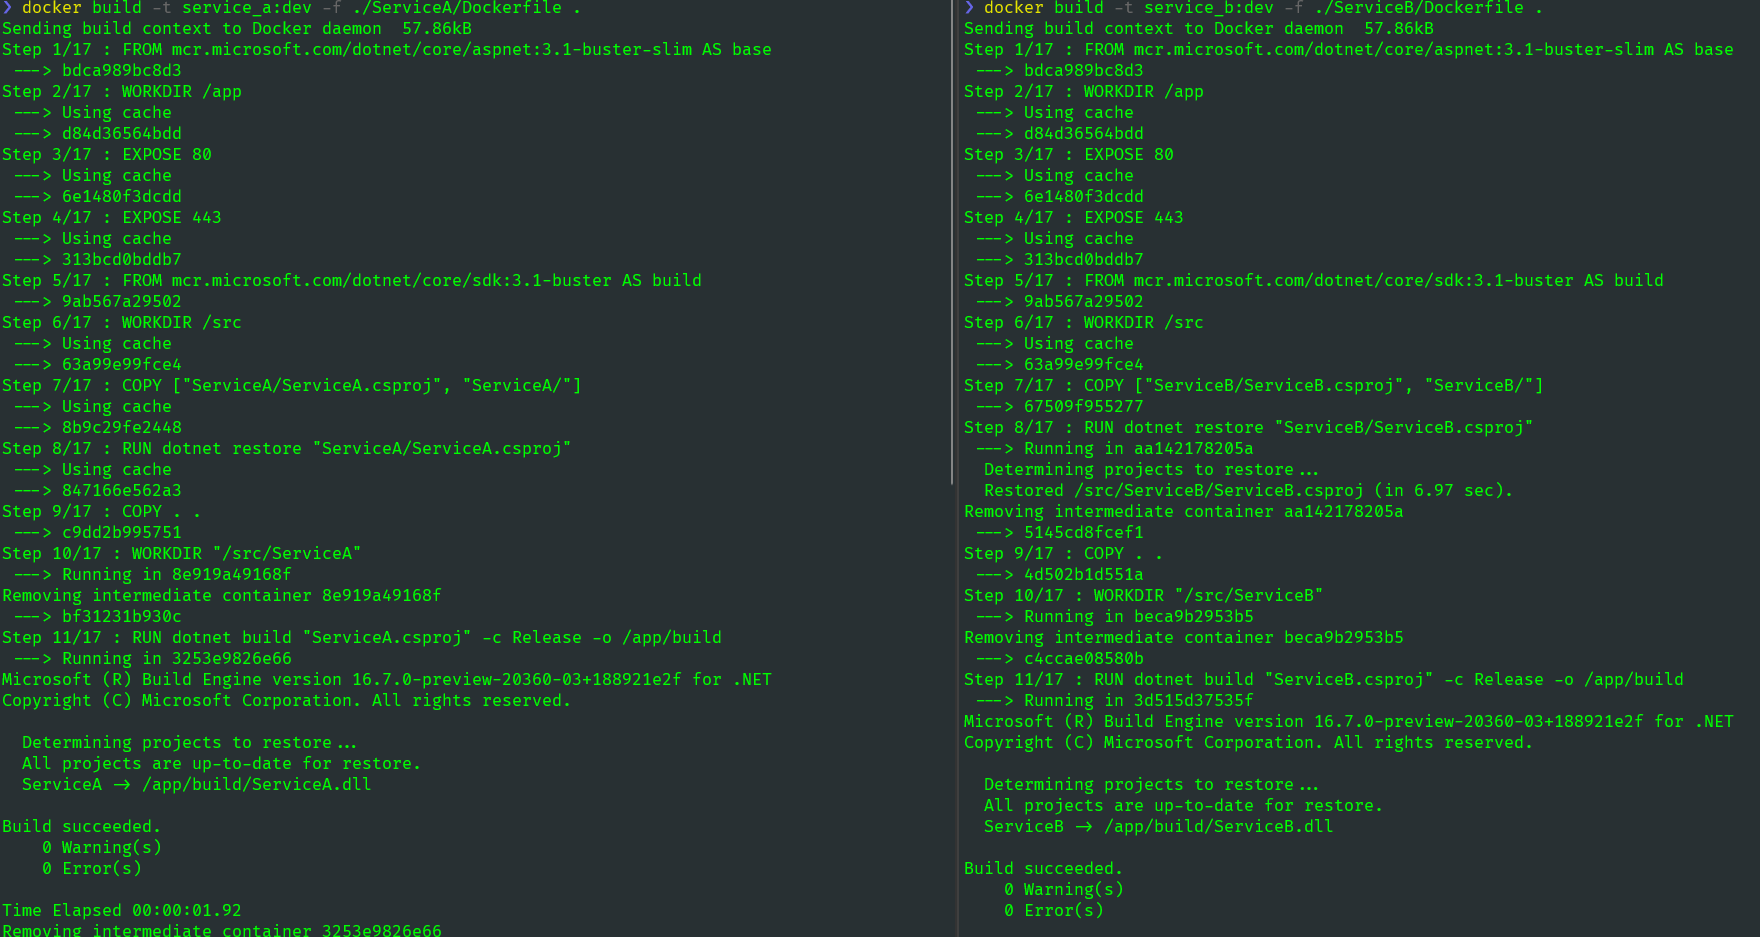 ❯ docker build -t service_a:dev -f ./ServiceA/Dockerfile .
Sending build context to Docker daemon  57.86kB
Step 1/17 : FROM mcr.microsoft.com/dotnet/core/aspnet:3.1-buster-slim AS base
 ---> bdca989bc8d3
Step 2/17 : WORKDIR /app
 ---> Using cache
 ---> d84d36564bdd
Step 3/17 : EXPOSE 80
 ---> Using cache
 ---> 6e1480f3dcdd
Step 4/17 : EXPOSE 443
 ---> Using cache
 ---> 313bcd0bddb7
Step 5/17 : FROM mcr.microsoft.com/dotnet/core/sdk:3.1-buster AS build
 ---> 9ab567a29502
Step 6/17 : WORKDIR /src
 ---> Using cache
 ---> 63a99e99fce4
Step 7/17 : COPY ["ServiceA/ServiceA.csproj", "ServiceA/"]
 ---> Using cache
 ---> 8b9c29fe2448
Step 8/17 : RUN dotnet restore "ServiceA/ServiceA.csproj"
 ---> Using cache
 ---> 847166e562a3
Step 9/17 : COPY . .
 ---> c9dd2b995751
Step 10/17 : WORKDIR "/src/ServiceA"
 ---> Running in 8e919a49168f
Removing intermediate container 8e919a49168f
 ---> bf31231b930c
Step 11/17 : RUN dotnet build "ServiceA.csproj" -c Release -o /app/build
 ---> Running in 3253e9826e66
Microsoft (R) Build Engine version 16.7.0-preview-20360-03+188921e2f for .NET
Copyright (C) Microsoft Corporation. All rights reserved.
  Determining projects to restore...
  All projects are up-to-date for restore.
  ServiceA -> /app/build/ServiceA.dll
Build succeeded.
    0 Warning(s)
    0 Error(s)
Time Elapsed 00:00:01.92
Removing intermediate container 3253e9826e66
❯ docker build -t service_b:dev -f ./ServiceB/Dockerfile .
Sending build context to Docker daemon  57.86kB
Step 1/17 : FROM mcr.microsoft.com/dotnet/core/aspnet:3.1-buster-slim AS base
 ---> bdca989bc8d3
Step 2/17 : WORKDIR /app
 ---> Using cache
 ---> d84d36564bdd
Step 3/17 : EXPOSE 80
 ---> Using cache
 ---> 6e1480f3dcdd
Step 4/17 : EXPOSE 443
 ---> Using cache
 ---> 313bcd0bddb7
Step 5/17 : FROM mcr.microsoft.com/dotnet/core/sdk:3.1-buster AS build
 ---> 9ab567a29502
Step 6/17 : WORKDIR /src
 ---> Using cache
 ---> 63a99e99fce4
Step 7/17 : COPY ["ServiceB/ServiceB.csproj", "ServiceB/"]
 ---> 67509f955277
Step 8/17 : RUN dotnet restore "ServiceB/ServiceB.csproj"
 ---> Running in aa142178205a
  Determining projects to restore...
  Restored /src/ServiceB/ServiceB.csproj (in 6.97 sec).
Removing intermediate container aa142178205a
 ---> 5145cd8fcef1
Step 9/17 : COPY . .
 ---> 4d502b1d551a
Step 10/17 : WORKDIR "/src/ServiceB"
 ---> Running in beca9b2953b5
Removing intermediate container beca9b2953b5
 ---> c4ccae08580b
Step 11/17 : RUN dotnet build "ServiceB.csproj" -c Release -o /app/build
 ---> Running in 3d515d37535f
Microsoft (R) Build Engine version 16.7.0-preview-20360-03+188921e2f for .NET
Copyright (C) Microsoft Corporation. All rights reserved.
  Determining projects to restore...
  All projects are up-to-date for restore.
  ServiceB -> /app/build/ServiceB.dll
Build succeeded.
    0 Warning(s)
    0 Error(s)